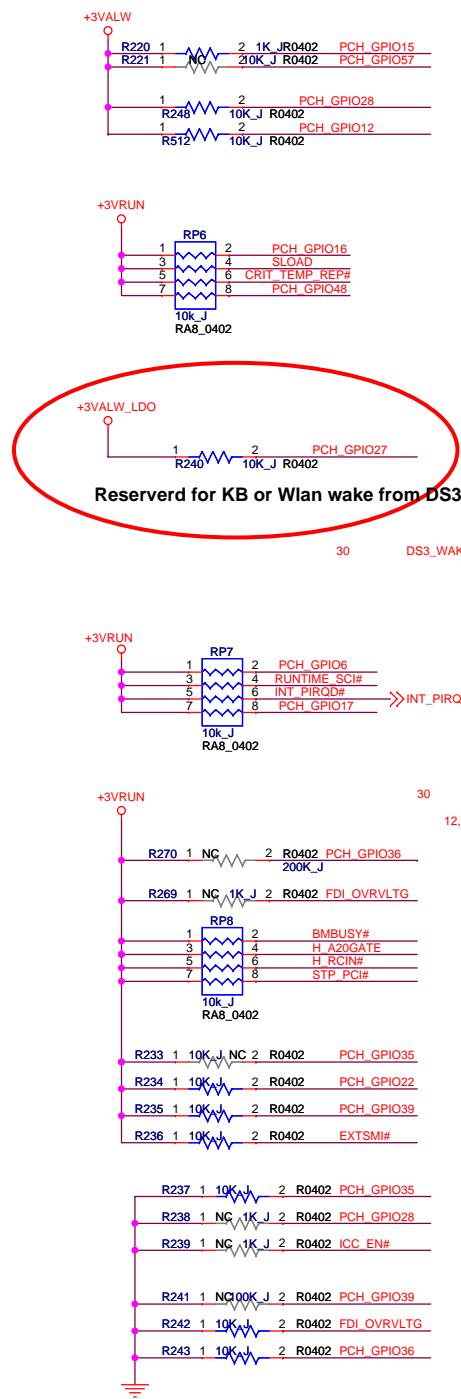 +3VALW
R220 1 2 1K_J R0402 PCH_GPIO15
R221 1 NC 2 10K_J R0402 PCH_GPIO57
1 2 PCH_GPIO28
R248 10K_J R0402
1 2 PCH_GPIO12
R512 10K_J R0402
+3VRUN
RP6
1 2 PCH_GPIO16
3 4 SLOAD
5 6 CRIT_TEMP_REP#
7 8 PCH_GPIO48
10k_J
RA8_0402
+3VALW_LDO
1 2 PCH_GPIO27
R240 10K_J R0402
Reserverd for KB or Wlan wake from DS3
30 DS3_WAK
+3VRUN
RP7
1 2 PCH_GPIO6
3 4 RUNTIME_SCI#
5 6 INT_PIRQD# INT_PIRQ
7 8 PCH_GPIO17
10k_J
RA8_0402
+3VRUN
30
12,
R270 1 NC 2 R0402 PCH_GPIO36
200K_J
R269 1 NC 1K_J 2 R0402 FDI_OVRVLTG
RP8
1 2 BMBUSY#
3 4 H_A20GATE
5 6 H_RCIN#
7 8 STP_PCI#
10k_J
RA8_0402
R233 1 10K_J NC 2 R0402 PCH_GPIO35
R234 1 10K_J 2 R0402 PCH_GPIO22
R235 1 10K_J 2 R0402 PCH_GPIO39
R236 1 10K_J 2 R0402 EXTSMI#
R237 1 10K_J 2 R0402 PCH_GPIO35
R238 1 NC 1K_J 2 R0402 PCH_GPIO28
R239 1 NC 1K_J 2 R0402 ICC_EN#
R241 1 NC 100K_J 2 R0402 PCH_GPIO39
R242 1 10K_J 2 R0402 FDI_OVRVLTG
R243 1 10K_J 2 R0402 PCH_GPIO36